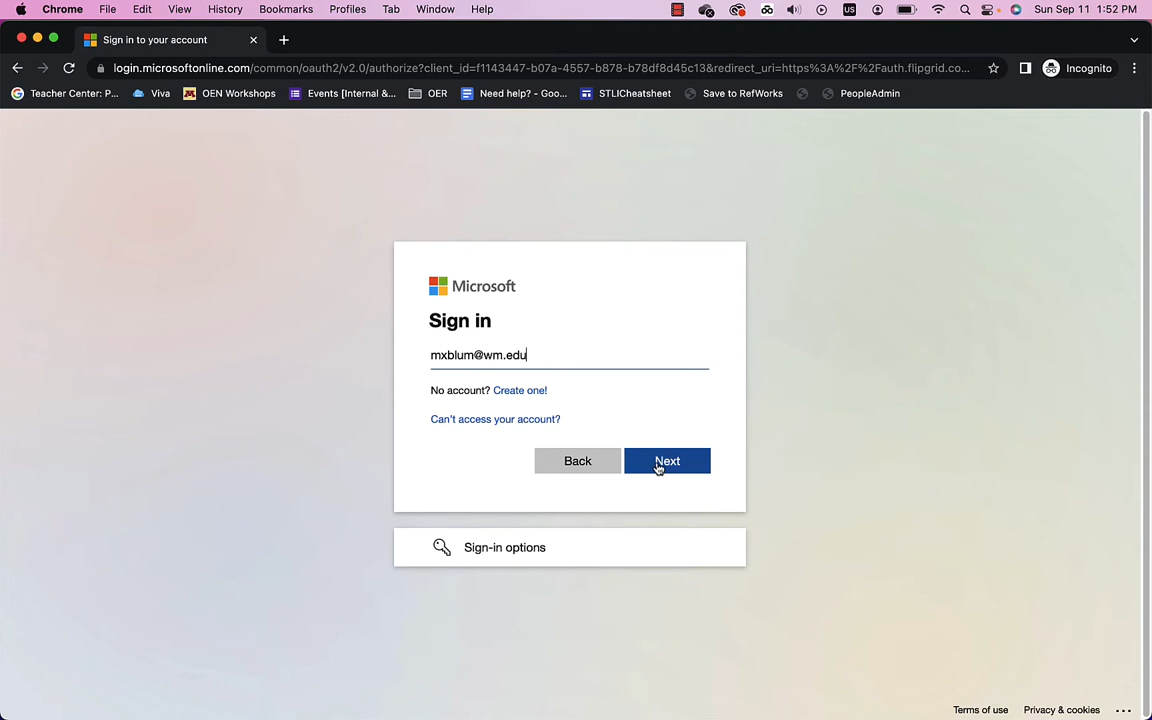 Chrome File Edit View History Bookmarks Profiles Tab Window Help US Sun Sep 11 1:52 PM
Sign in to your account
login.microsoftonline.com/common/oauth2/v2.0/authorize?client_id=f1143447-b07a-4557-b878-b78df8d45c13&redirect_uri=https%3A%2F%2Fauth.flipgrid.co... Incognito
Teacher Center: P... Viva OEN Workshops Events [Internal &... OER Need help? - Goo... STLICheatsheet Save to RefWorks PeopleAdmin
Microsoft
Sign in
mxblum@wm.edu
No account? Create one!
Can't access your account?
Back Next
Sign-in options
Terms of use Privacy & cookies ...